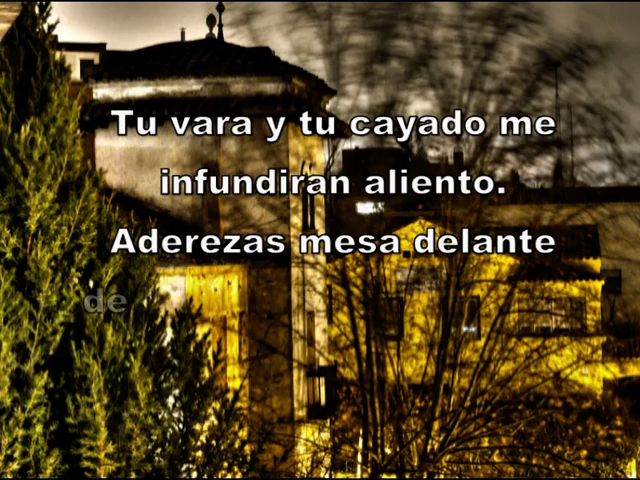 Tu vara y tu cayado me
infundiran aliento.
Aderezas mesa delante
de